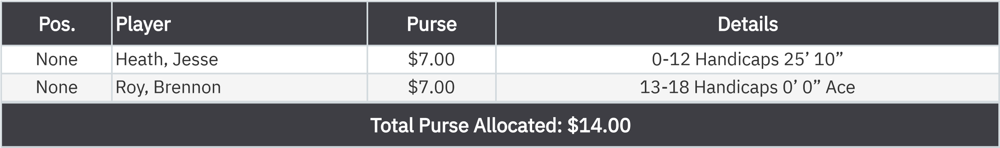 Pos. Player Purse Details
None Heath, Jesse $7.00 0-12 Handicaps 25’ 10”
None Roy, Brennon $7.00 13-18 Handicaps 0’ 0” Ace
Total Purse Allocated: $14.00